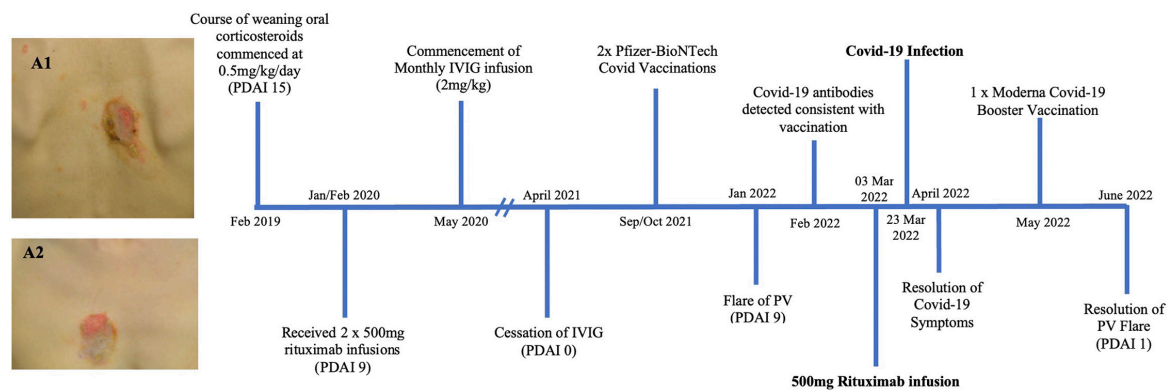 A1
A2
Course of weaning oral
corticosteroids
commenced at
0.5mg/kg/day
(PDAI 15)
Feb 2019
Jan/Feb 2020
Received 2 x 500mg
rituximab infusions
(PDAI 9)
Commencement of
Monthly IVIG infusion
(2mg/kg)
May 2020
April 2021
Cessation of IVIG
(PDAI 0)
2x Pfizer-BioNTech
Covid Vaccinations
Sep/Oct 2021
Jan 2022
Flare of PV
(PDAI 9)
Covid-19 antibodies
detected consistent with
vaccination
Feb 2022
03 Mar
2022
500mg Rituximab infusion
Covid-19 Infection
23 Mar
2022
April 2022
Resolution of
Covid-19
Symptoms
1 x Moderna Covid-19
Booster Vaccination
May 2022
June 2022
Resolution of
PV Flare
(PDAI 1)